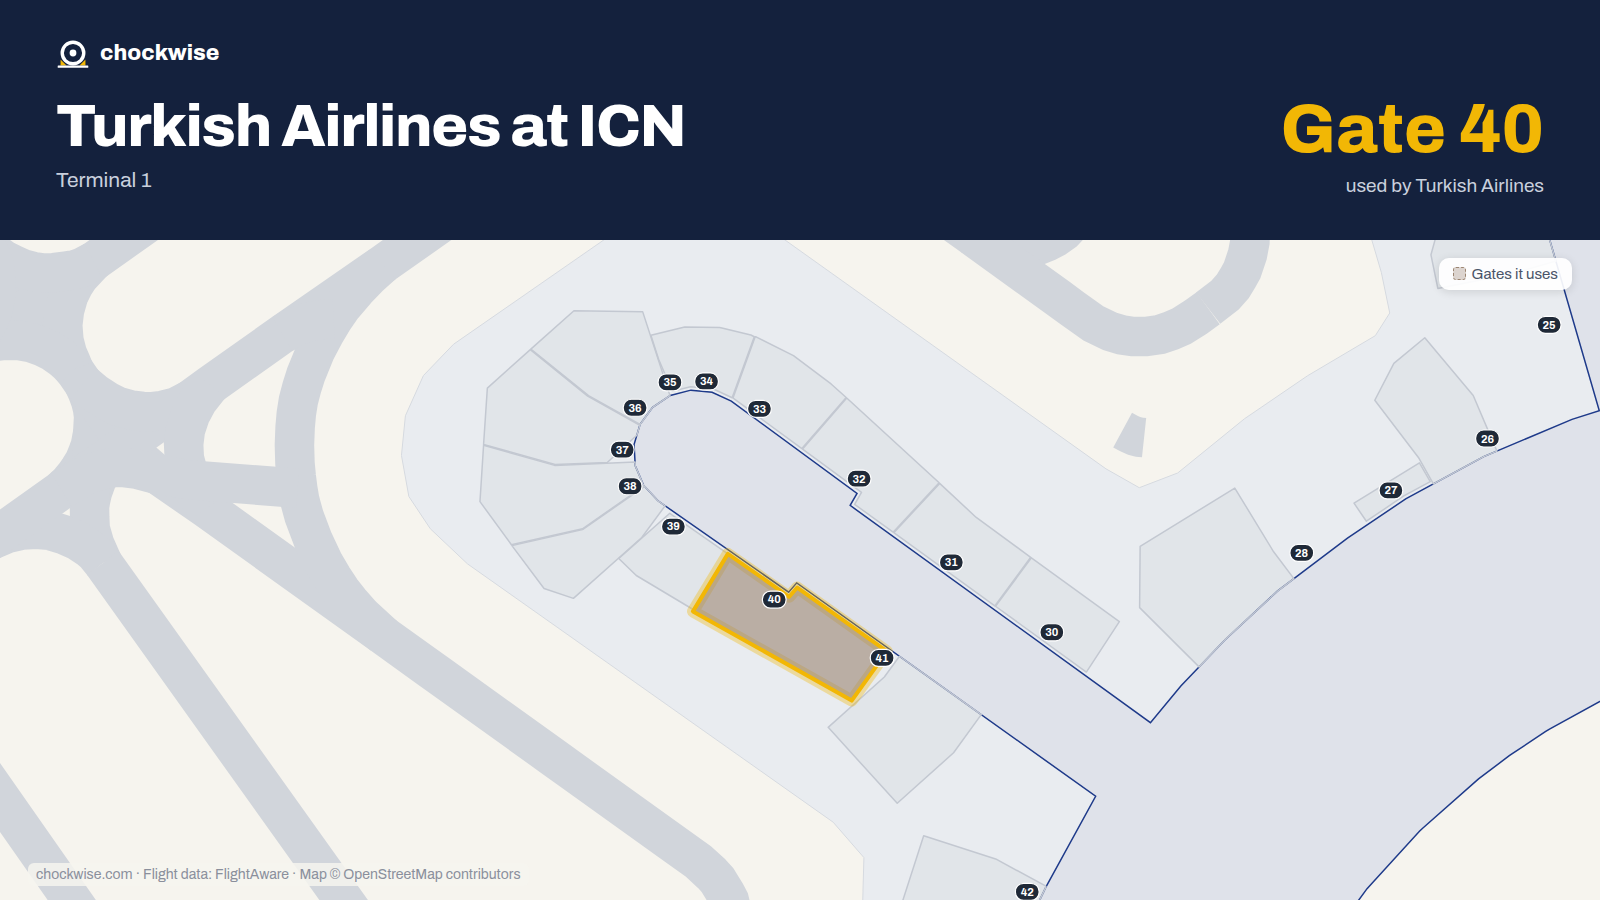 chockwise
Turkish Airlines at ICN
Terminal 1
Gate 40
used by Turkish Airlines
Gates it uses
25
35
34
36
33
37
26
32
38
27
39
28
31
40
30
41
42
chockwise.com · Flight data: FlightAware · Map © OpenStreetMap contributors